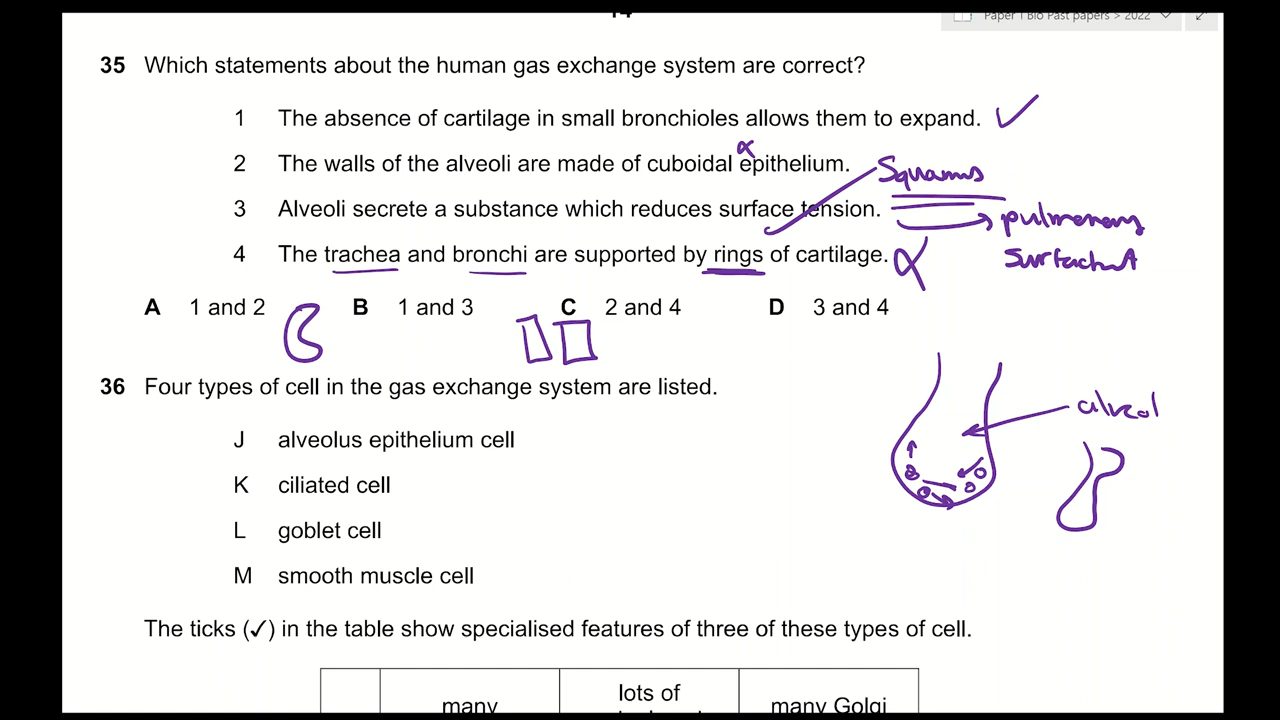 Paper 1 Bio Past papers > 2022
35 Which statements about the human gas exchange system are correct?
1 The absence of cartilage in small bronchioles allows them to expand. ✓
2 The walls of the alveoli are made of cuboidal epithelium.
Squamus
3 Alveoli secrete a substance which reduces surface tension.
pulmonary
4 The trachea and bronchi are supported by rings of cartilage.
A 1 and 2 B 1 and 3 C 2 and 4 D 3 and 4
36 Four types of cell in the gas exchange system are listed.
alveol
J alveolus epithelium cell
K ciliated cell
L goblet cell
M smooth muscle cell
The ticks (✓) in the table show specialised features of three of these types of cell.
many
lots of
many Golgi